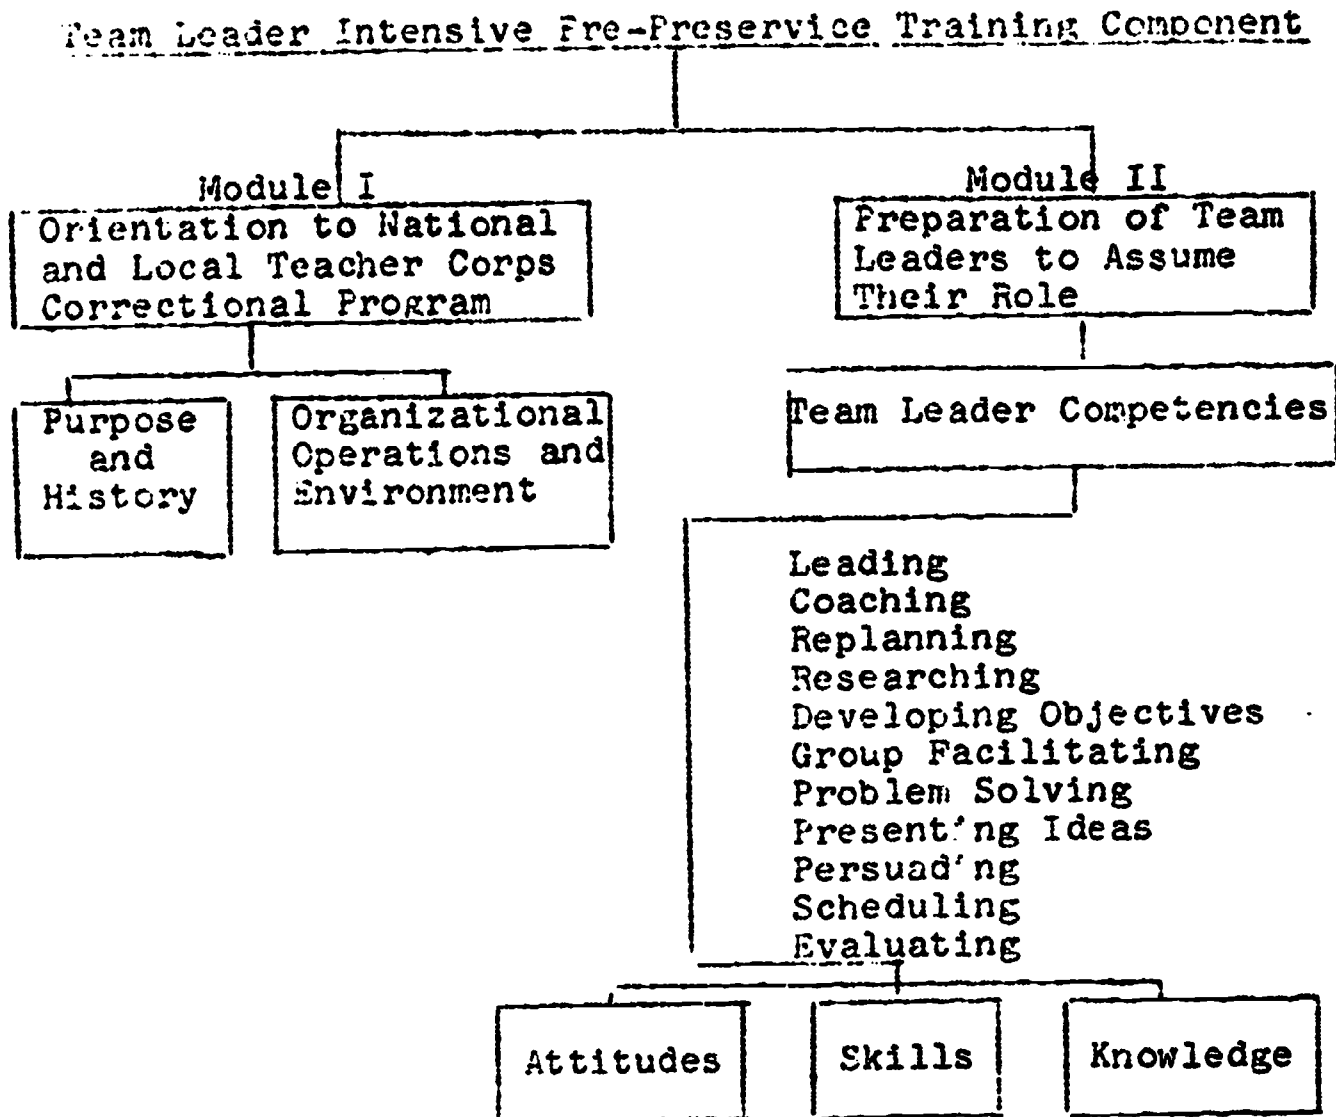 Team Leader Intensive Pre-Preservice Training Component
Module I
Orientation to National
and Local Teacher Corps
Correctional Program
Purpose
and
History
Organizational
Operations and
Environment
Module II
Preparation of Team
Leaders to Assume
Their Role
Team Leader Competencies
Leading
Coaching
Replanning
Researching
Developing Objectives
Group Facilitating
Problem Solving
Presenting Ideas
Persuading
Scheduling
Evaluating
Attitudes
Skills
Knowledge